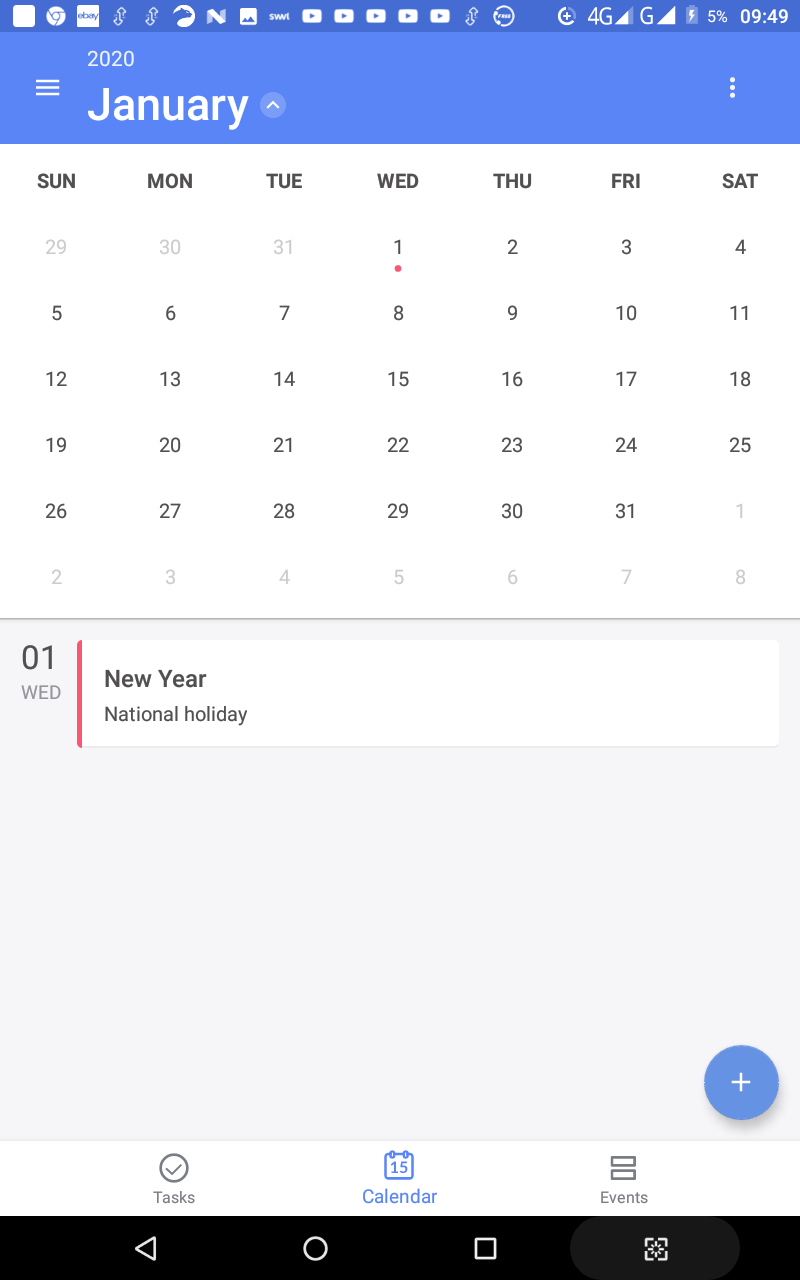 ebay swvl FREE 4G G 5% 09:49
2020
January
SUN MON TUE WED THU FRI SAT
29 30 31 1 2 3 4
5 6 7 8 9 10 11
12 13 14 15 16 17 18
19 20 21 22 23 24 25
26 27 28 29 30 31 1
2 3 4 5 6 7 8
01
WED
New Year
National holiday
15
Tasks Calendar Events